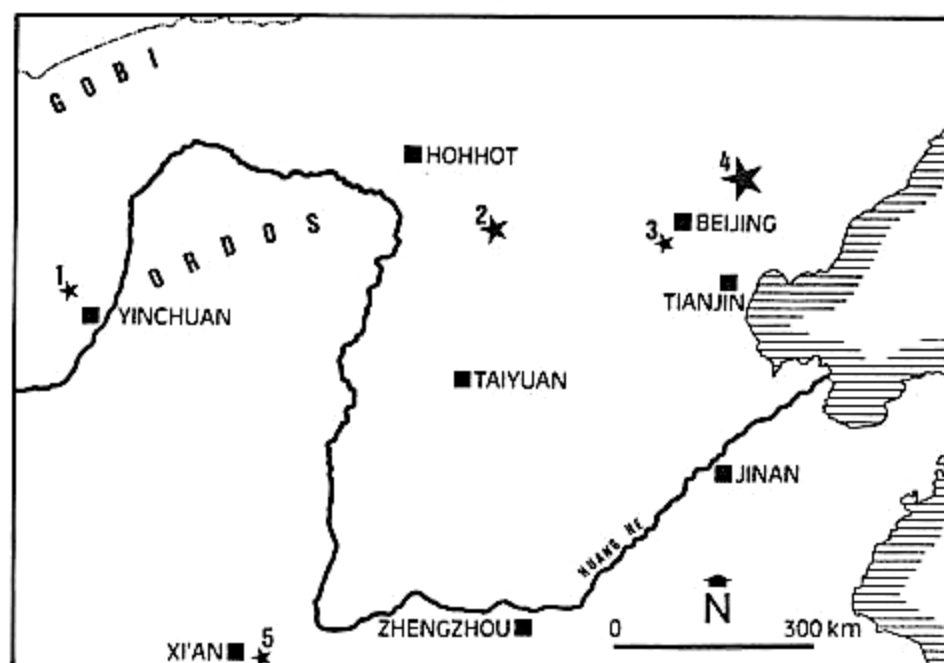 GOBI
HOHHOT
4
2
3
BEIJING
ORDOS
1
TIANJIN
YINCHUAN
TAIYUAN
JINAN
HUANG HE
N
ZHENGZHOU
0 300 km
XI'AN
5